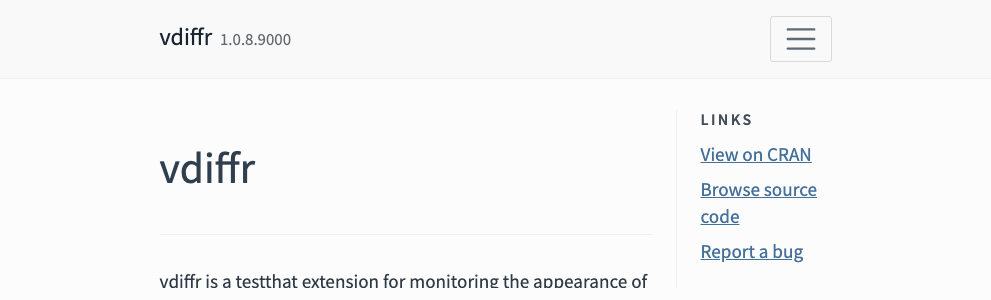 vdiffr 1.0.8.9000
vdiffr
vdiffr is a testthat extension for monitoring the appearance of
LINKS
View on CRAN
Browse source
code
Report a bug